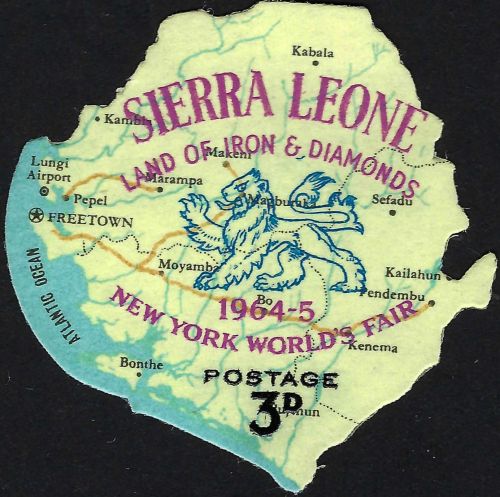 Kabala
SIERRA LEONE
Kambia
LAND OF IRON & DIAMONDS
Makeni
Lungi
Airport
Marampa
Pepel
Magburaka
Sefadu
FREETOWN
ATLANTIC OCEAN
Moyamba
Kailahun
Bo
Pendembu
1964-5
NEW YORK WORLD'S FAIR
Kenema
Bonthe
POSTAGE
3D